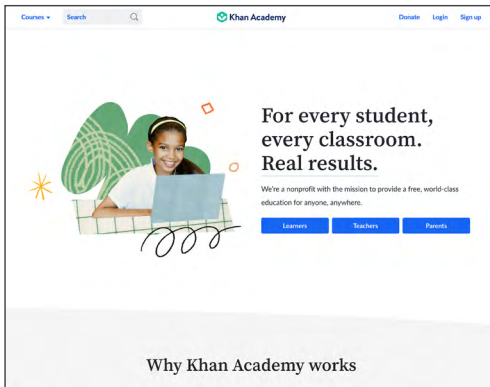 Courses
Search
Khan Academy
Donate
Login
Sign up
For every student,
every classroom.
Real results.
We're a nonprofit with the mission to provide a free, world-class
education for anyone, anywhere.
Learners
Teachers
Parents
Why Khan Academy works